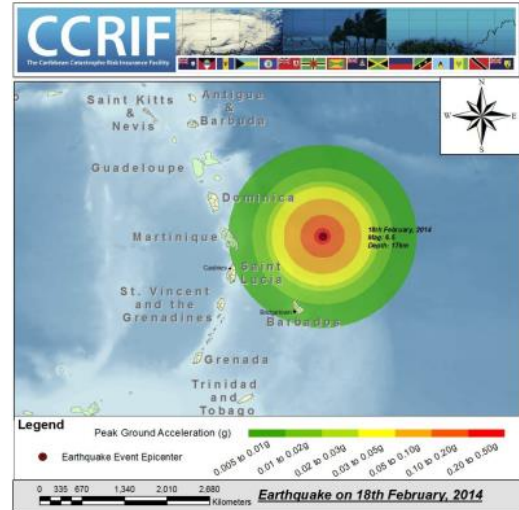 CCRIF
The Caribbean Catastrophe Risk Insurance Facility
N
W E
S
Saint Kitts
&
Nevis
Antigua
&
Barbuda
Guadeloupe
Dominica
18th February, 2014
Mag: 6.5
Depth: 17km
Martinique
Castries
Saint
Lucia
St. Vincent
and the
Grenadines
Bridgetown
Barbados
Grenada
Trinidad
and
Tobago
Legend
Peak Ground Acceleration (g)
Earthquake Event Epicenter
0.005 to 0.01g
0.01 to 0.02g
0.02 to 0.03g
0.03 to 0.05g
0.05 to 0.10g
0.10 to 0.20g
0.20 to 0.50g
0 335 670 1,340 2,010 2,680
Kilometers
Earthquake on 18th February, 2014